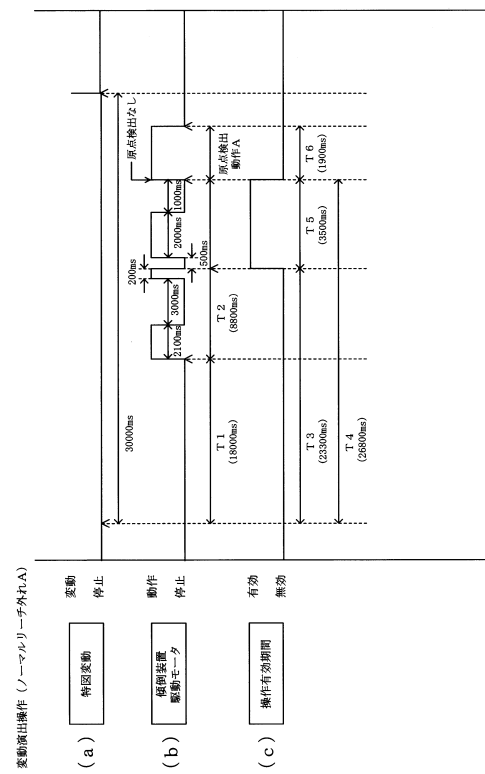 変動演出操作（ノーマルリーチ外れA）
(a)
特図変動
変動
停止
30000ms
原点検出なし
(b)
傾倒装置
駆動モータ
動作
停止
2100ms
3000ms
200ms
500ms
2000ms
1000ms
原点検出
動作A
T1
(18000ms)
T2
(8800ms)
(c)
操作有効期間
有効
無効
T3
(23300ms)
T5
(3500ms)
T6
(1900ms)
T4
(26800ms)